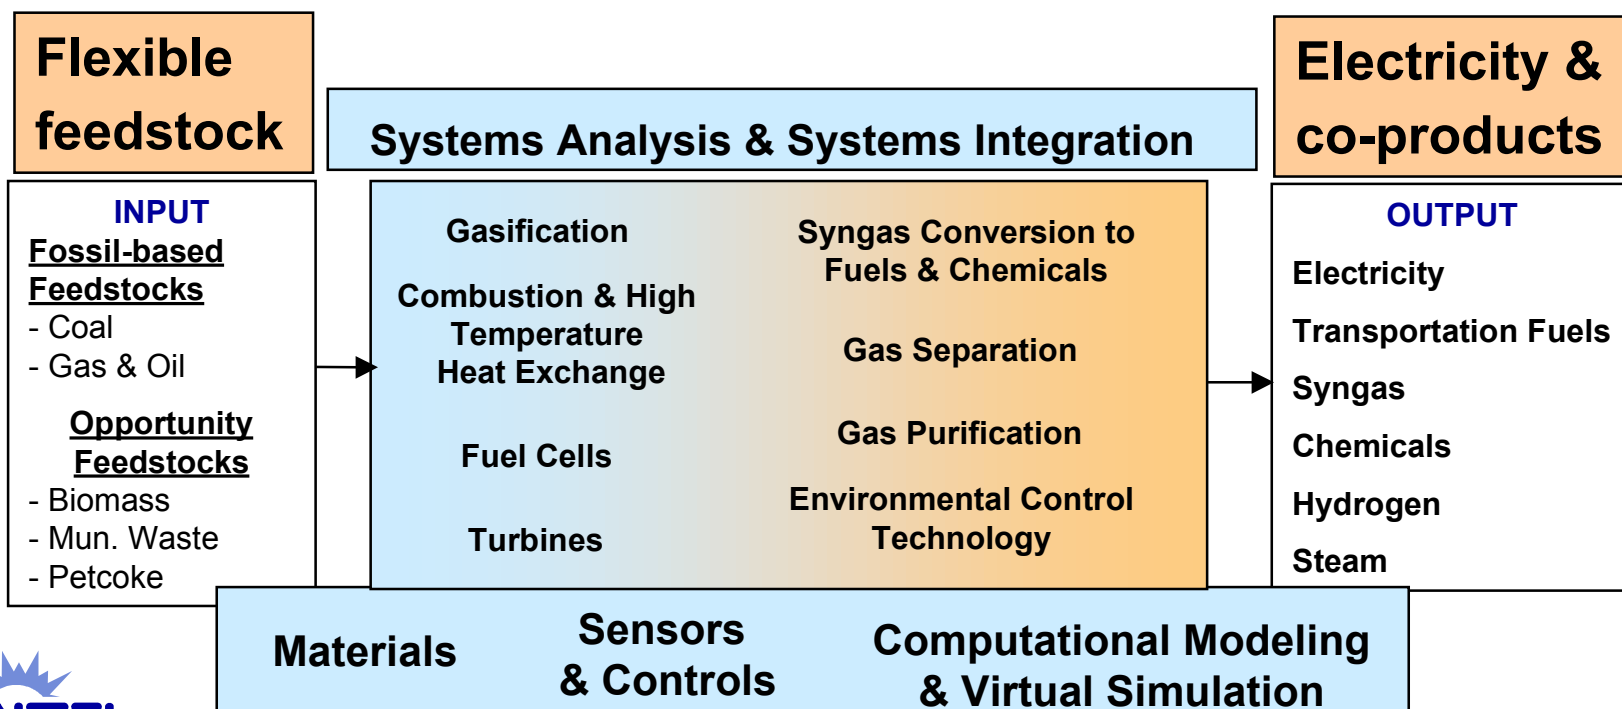 Flexible
feedstock
Systems Analysis & Systems Integration
Electricity &
co-products
INPUT
Fossil-based
Feedstocks
- Coal
- Gas & Oil
Opportunity
Feedstocks
- Biomass
- Mun. Waste
- Petcoke
Gasification
Combustion & High
Temperature
Heat Exchange
Fuel Cells
Turbines
Syngas Conversion to
Fuels & Chemicals
Gas Separation
Gas Purification
Environmental Control
Technology
OUTPUT
Electricity
Transportation Fuels
Syngas
Chemicals
Hydrogen
Steam
Materials
Sensors
& Controls
Computational Modeling
& Virtual Simulation